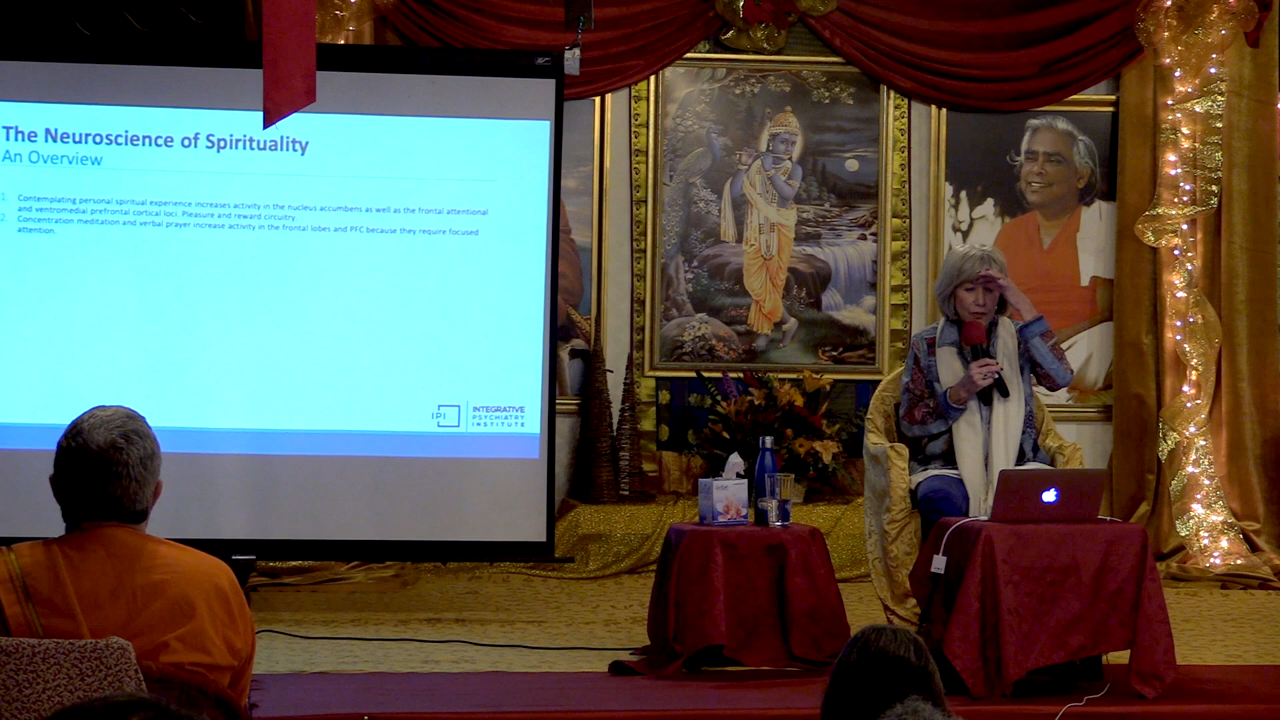 The Neuroscience of Spirituality
An Overview
1. Contemplating personal spiritual experience increases activity in the nucleus accumbens as well as the frontal attentional
and ventromedial prefrontal cortical loci. Pleasure and reward circuitry.
2. Concentration meditation and verbal prayer increase activity in the frontal lobes and PFC because they require focused
attention.
IPI
INTEGRATIVE
PSYCHIATRY
INSTITUTE